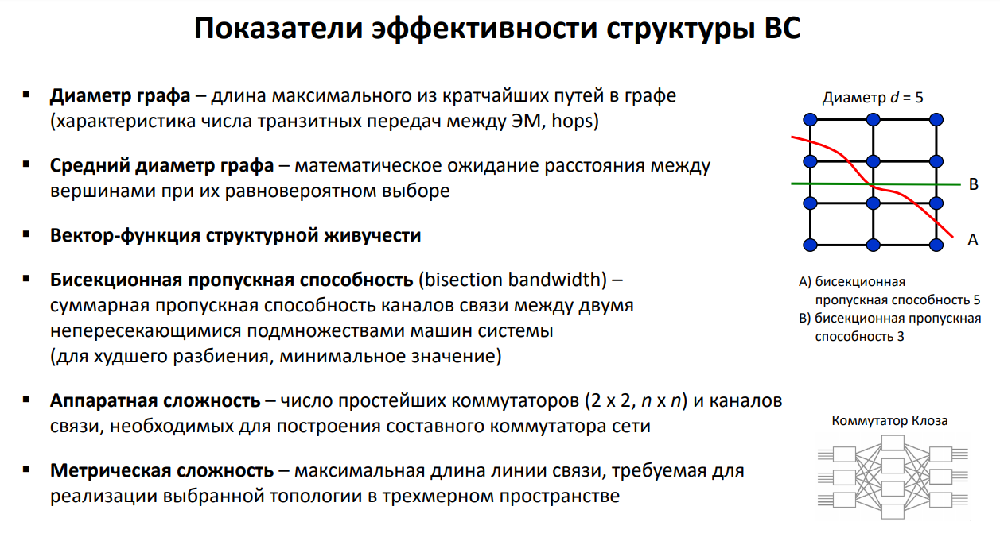 Показатели эффективности структуры ВС
▪ Диаметр графа – длина максимального из кратчайших путей в графе
(характеристика числа транзитных передач между ЭМ, hops)
▪ Средний диаметр графа – математическое ожидание расстояния между
вершинами при их равновероятном выборе
▪ Вектор-функция структурной живучести
▪ Бисекционная пропускная способность (bisection bandwidth) –
суммарная пропускная способность каналов связи между двумя
непересекающимися подмножествами машин системы
(для худшего разбиения, минимальное значение)
▪ Аппаратная сложность – число простейших коммутаторов (2 x 2, n x n) и каналов
связи, необходимых для построения составного коммутатора сети
▪ Метрическая сложность – максимальная длина линии связи, требуемая для
реализации выбранной топологии в трехмерном пространстве
Диаметр d = 5
B
A
A) бисекционная
пропускная способность 5
B) бисекционная пропускная
способность 3
Коммутатор Клоза